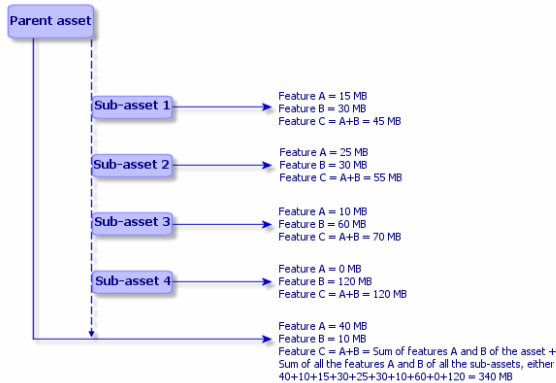 Parent asset
Sub-asset 1
Feature A = 15 MB
Feature B = 30 MB
Feature C = A+B = 45 MB
Sub-asset 2
Feature A = 25 MB
Feature B = 30 MB
Feature C = A+B = 55 MB
Sub-asset 3
Feature A = 10 MB
Feature B = 60 MB
Feature C = A+B = 70 MB
Sub-asset 4
Feature A = 0 MB
Feature B = 120 MB
Feature C = A+B = 120 MB
Feature A = 40 MB
Feature B = 10 MB
Feature C = A+B = Sum of features A and B of the asset +
Sum of all the features A and B of all the sub-assets, either
40+10+15+30+25+30+10+60+0+120 = 340 MB